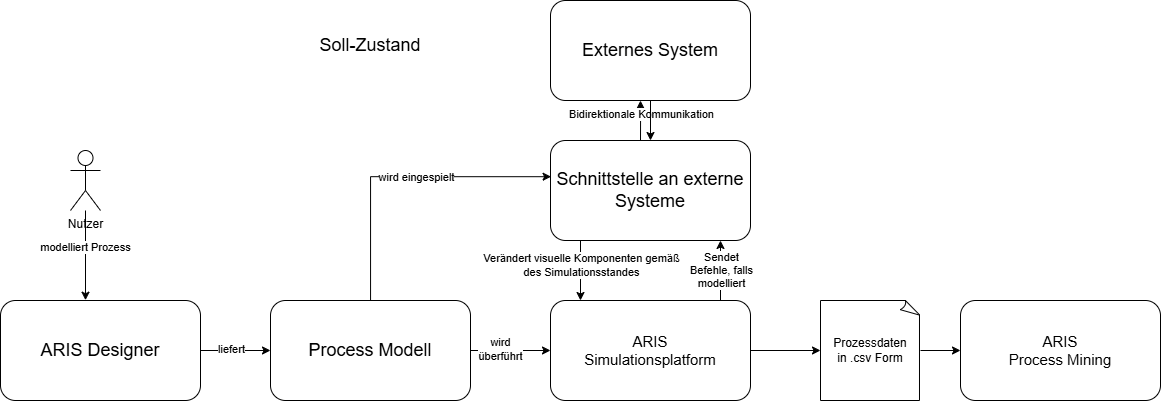 Soll-Zustand
Externes System
Bidirektionale Kommunikation
wird eingespielt
Schnittstelle an externe
Systeme
Nutzer
modelliert Prozess
Verändert visuelle Komponenten gemäß
des Simulationsstandes
Sendet
Befehle, falls
modelliert
ARIS Designer
liefert
Process Modell
wird
überführt
ARIS
Simulationsplatform
Prozessdaten
in .csv Form
ARIS
Process Mining